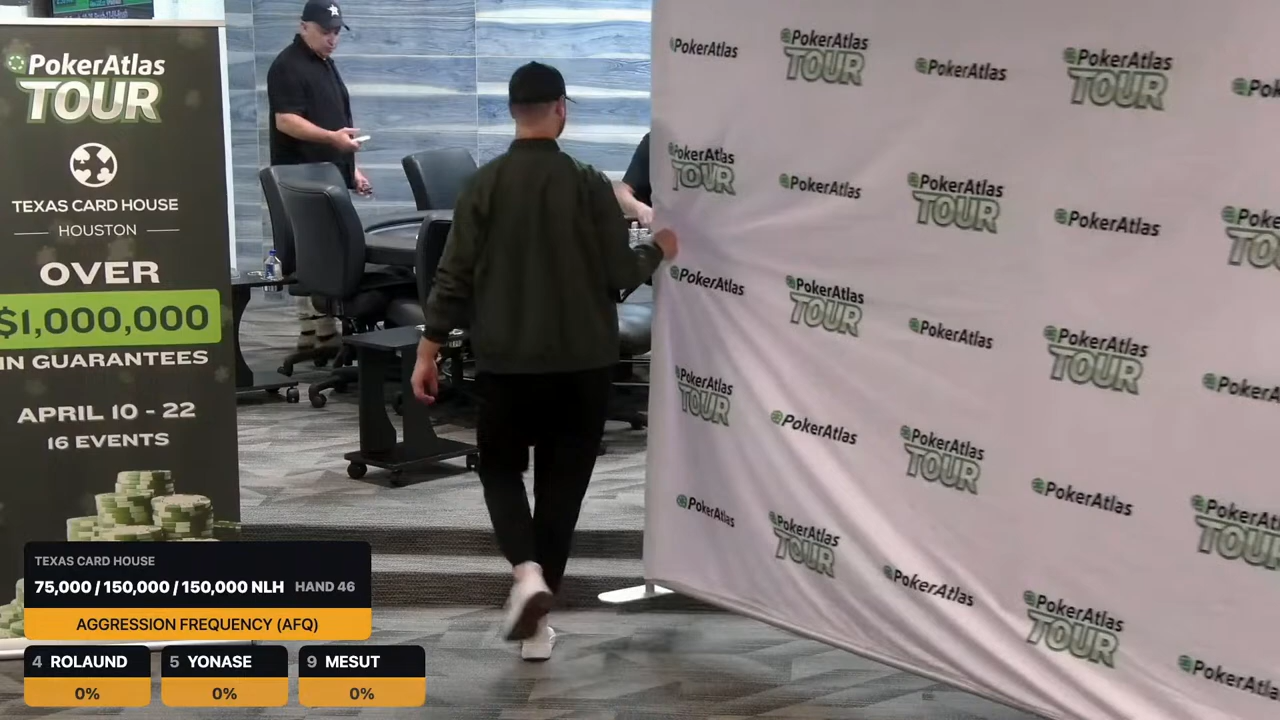 PokerAtlas
TOUR
TEXAS CARD HOUSE
HOUSTON
OVER
$1,000,000
IN GUARANTEES
APRIL 10 - 22
16 EVENTS
PokerAtlas
PokerAtlas
TOUR
PokerAtlas
PokerAtlas
TOUR
PokerAtlas
TOUR
PokerAtlas
PokerAtlas
TOUR
PokerAtlas
PokerAtlas
PokerAtlas
TOUR
PokerAtlas
PokerAtlas
TOUR
PokerAtlas
PokerAtlas
TOUR
PokerAtlas
PokerAtlas
TOUR
PokerAtlas
PokerAtlas
PokerAtlas
TOUR
PokerAtlas
PokerAtlas
TOUR
PokerAtlas
TEXAS CARD HOUSE
75,000 / 150,000 / 150,000 NLH HAND 46
AGGRESSION FREQUENCY (AFQ)
4 ROLAUND
0%
5 YONASE
0%
9 MESUT
0%